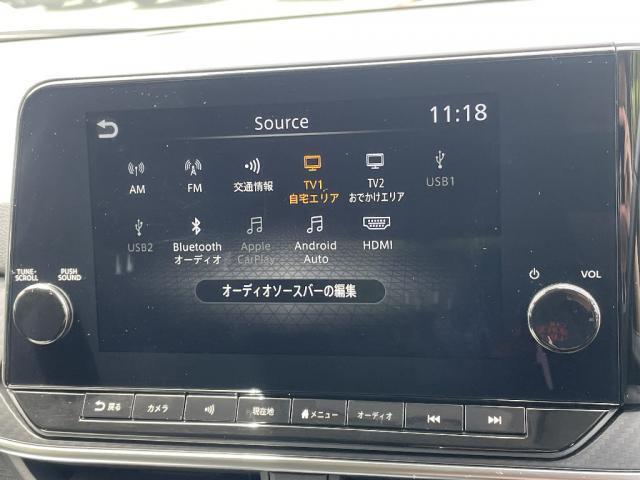 Source
11:18
AM
FM
交通情報
TV1
自宅エリア
TV2
おでかけエリア
USB1
USB2
Bluetooth
オーディオ
Apple
CarPlay
Android
Auto
HDMI
オーディオソースバーの編集
TUNE・
SCROLL
PUSH
SOUND
VOL
戻る
カメラ
現在地
メニュー
オーディオ